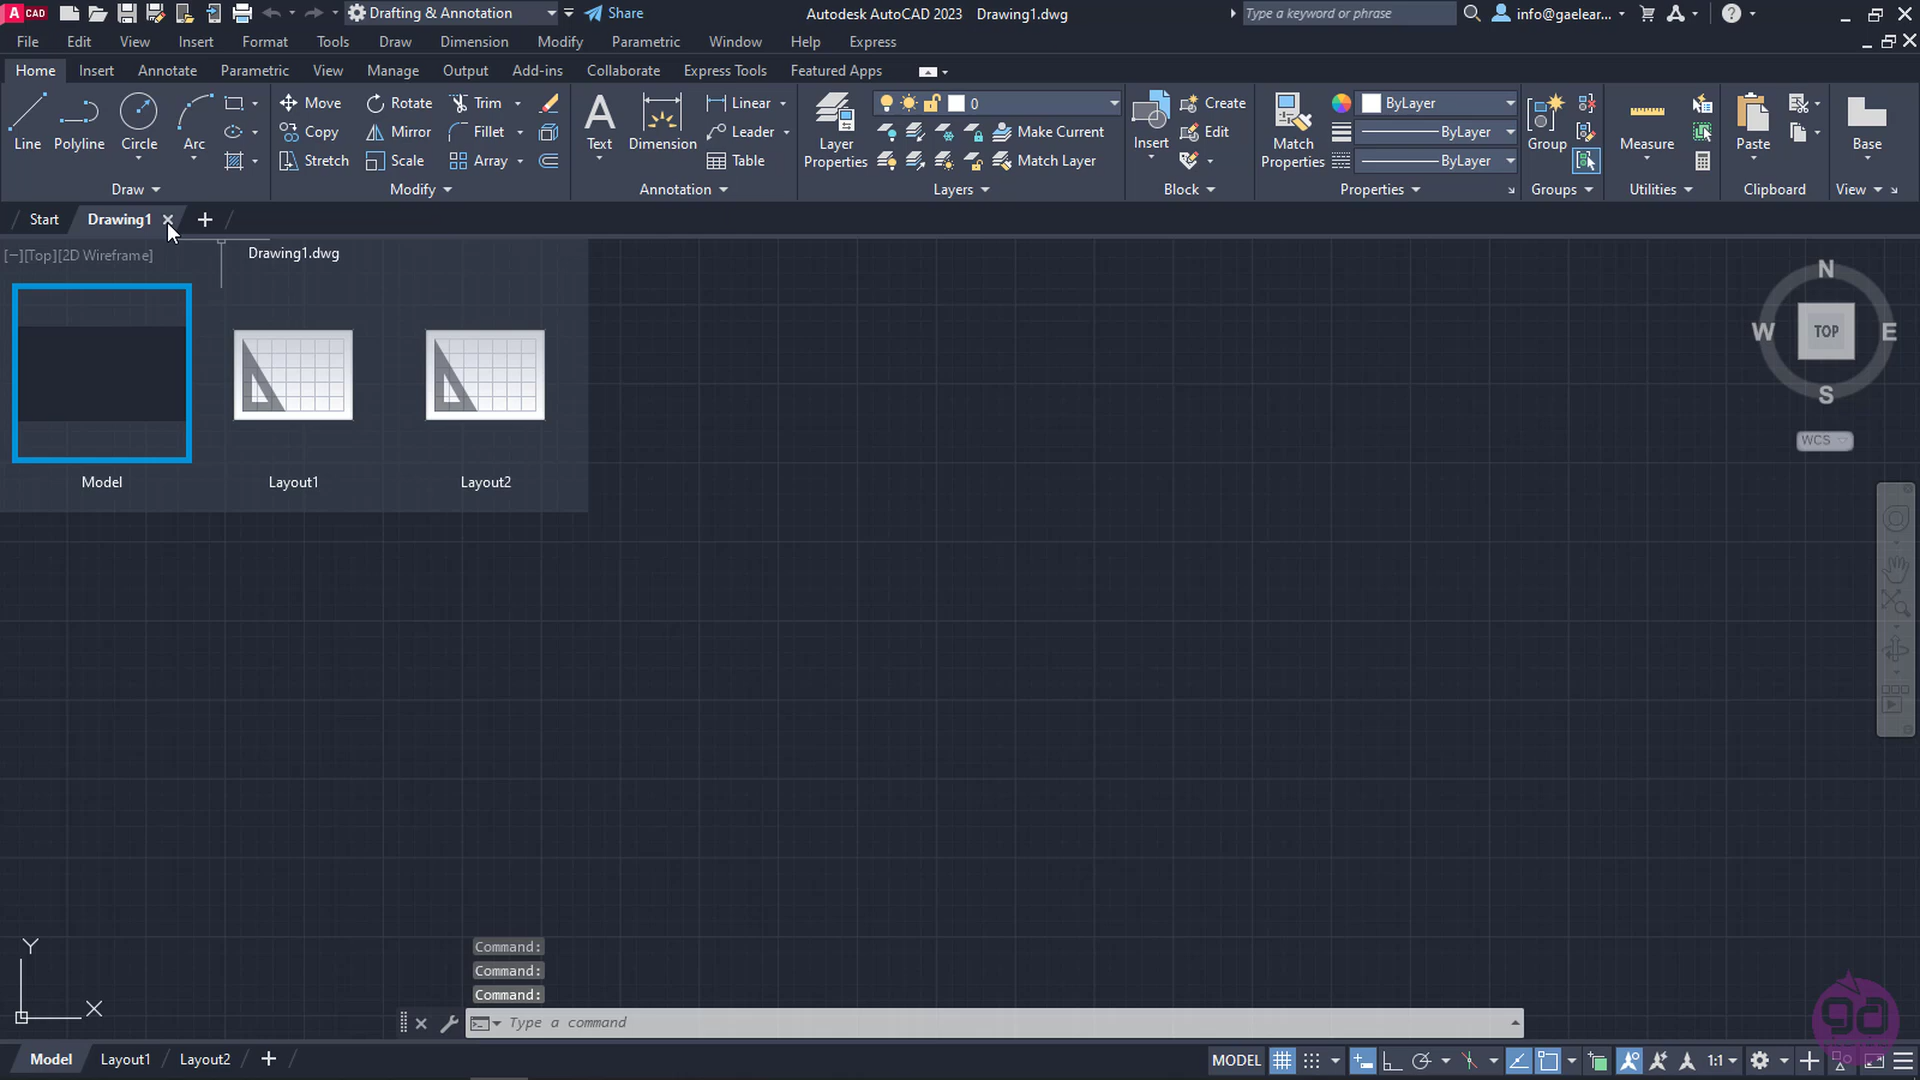 A CAD Drafting & Annotation Share Autodesk AutoCAD 2023 Drawing1.dwg Type a keyword or phrase info@gaelear...
File Edit View Insert Format Tools Draw Dimension Modify Parametric Window Help Express
Home Insert Annotate Parametric View Manage Output Add-ins Collaborate Express Tools Featured Apps
Move Rotate Trim Linear 0 Create ByLayer
Copy Mirror Fillet Leader Make Current Edit ByLayer
Line Polyline Circle Arc Text Dimension Layer Properties Insert Match Properties Group Measure Paste Base
Stretch Scale Array Table Match Layer ByLayer
Draw Modify Annotation Layers Block Properties Groups Utilities Clipboard View
Start Drawing1
[−][Top][2D Wireframe] Drawing1.dwg
N
W TOP E
S
WCS
Model Layout1 Layout2
Y
X
Command:
Command:
Command:
Type a command
ga
Model Layout1 Layout2 MODEL 1:1